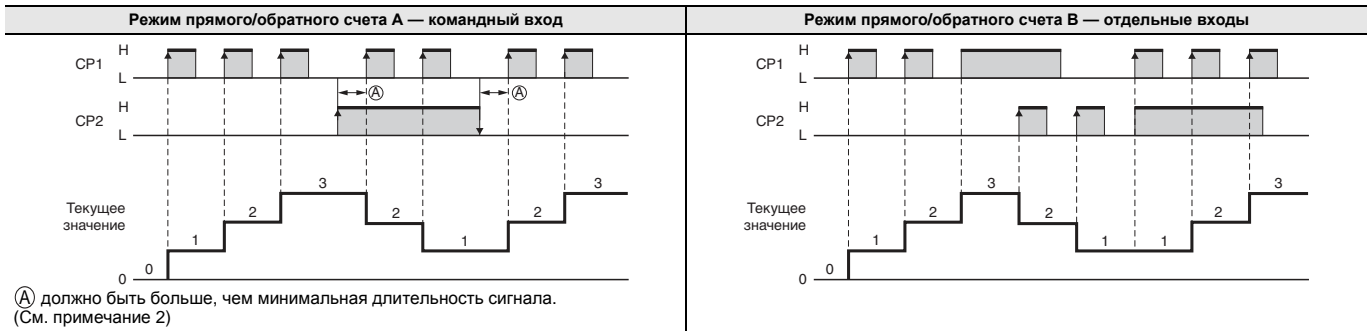 Режим прямого/обратного счета A — командный вход
CP1
H
L
CP2
H
L
Ⓐ
Ⓐ
Текущее
значение
0
0
1
2
3
2
1
2
3
Ⓐ должно быть больше, чем минимальная длительность сигнала.
(См. примечание 2)
Режим прямого/обратного счета B — отдельные входы
CP1
H
L
CP2
H
L
Текущее
значение
0
0
1
2
3
2
1
1
2
3